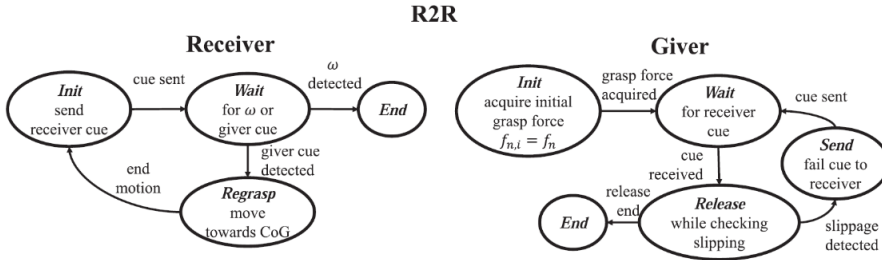 R2R
Receiver
Init
send
receiver cue
cue sent
Wait
for ω or
giver cue
ω
detected
End
giver cue
detected
Regrasp
move
towards CoG
end
motion
Giver
Init
acquire initial
grasp force
f_{n,i} = f_n
grasp force
acquired
Wait
for receiver
cue
cue sent
Send
fail cue to
receiver
cue
received
Release
while checking
slipping
release
end
End
slippage
detected